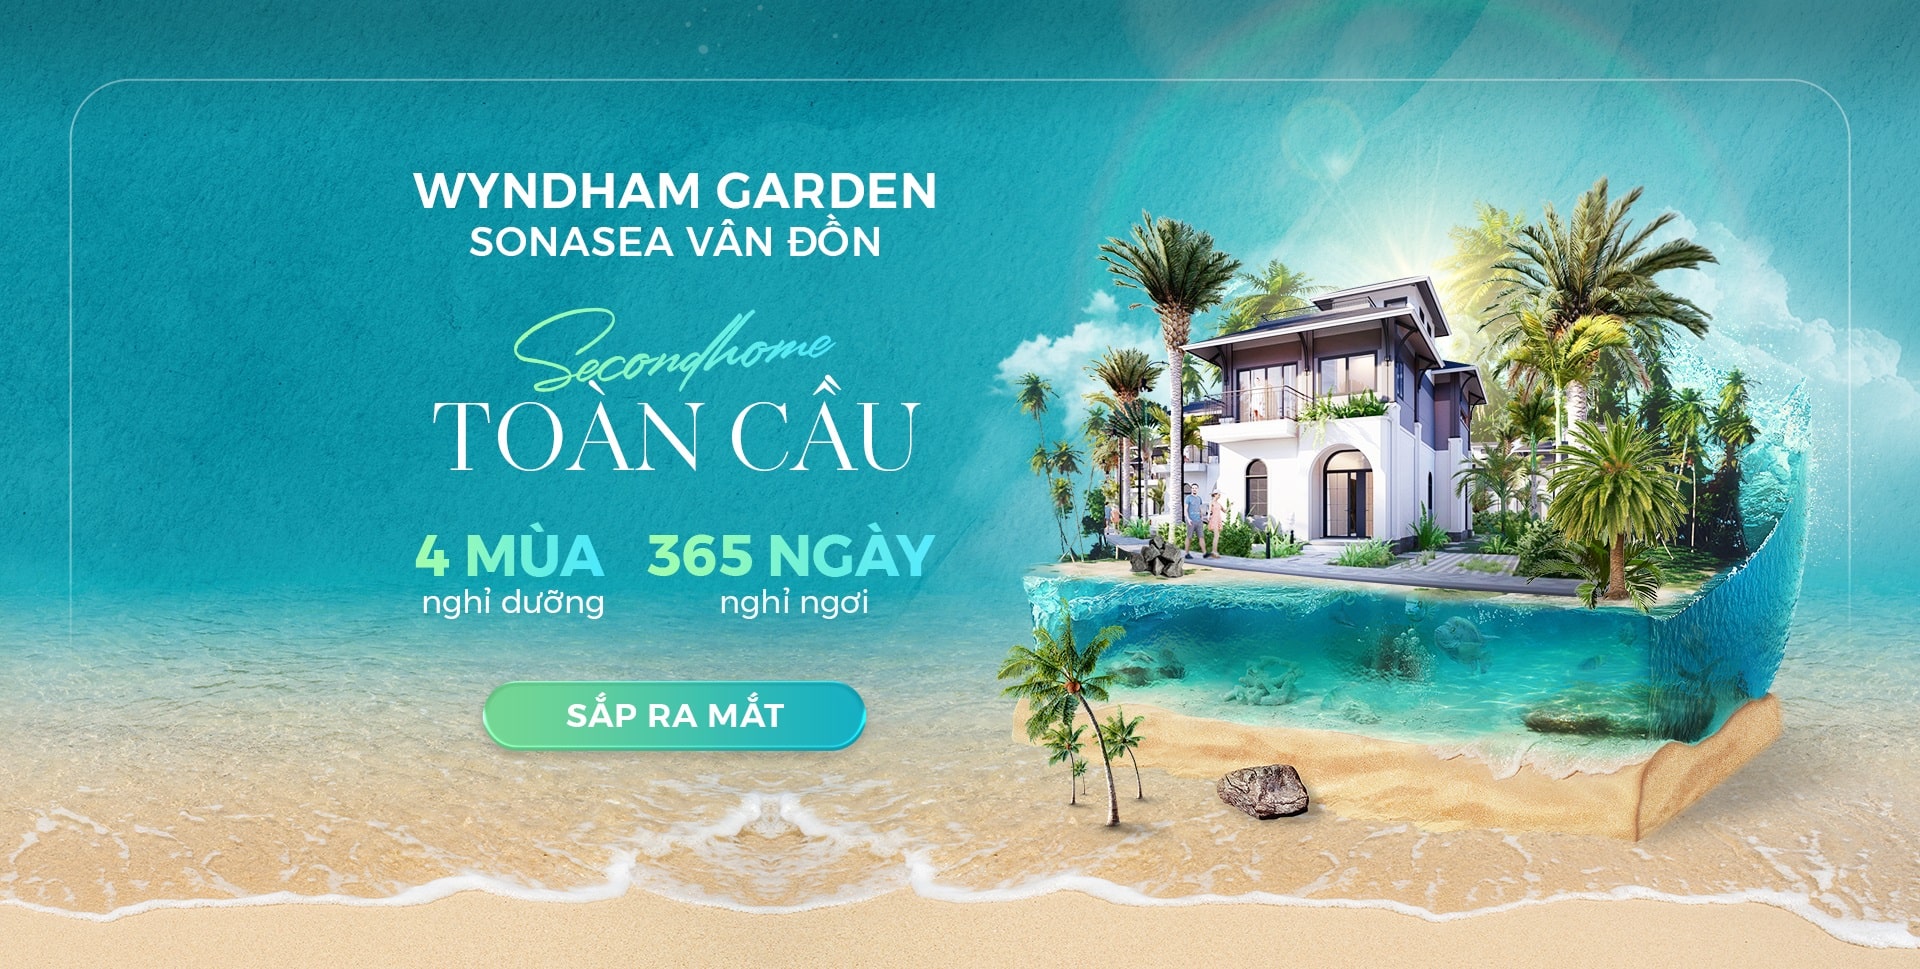 WYNDHAM GARDEN
SONASEA VÂN ĐỒN
Secondhome
TOÀN CẦU
4 MÙA 365 NGÀY
nghỉ dưỡng nghỉ ngơi
SẮP RA MẮT